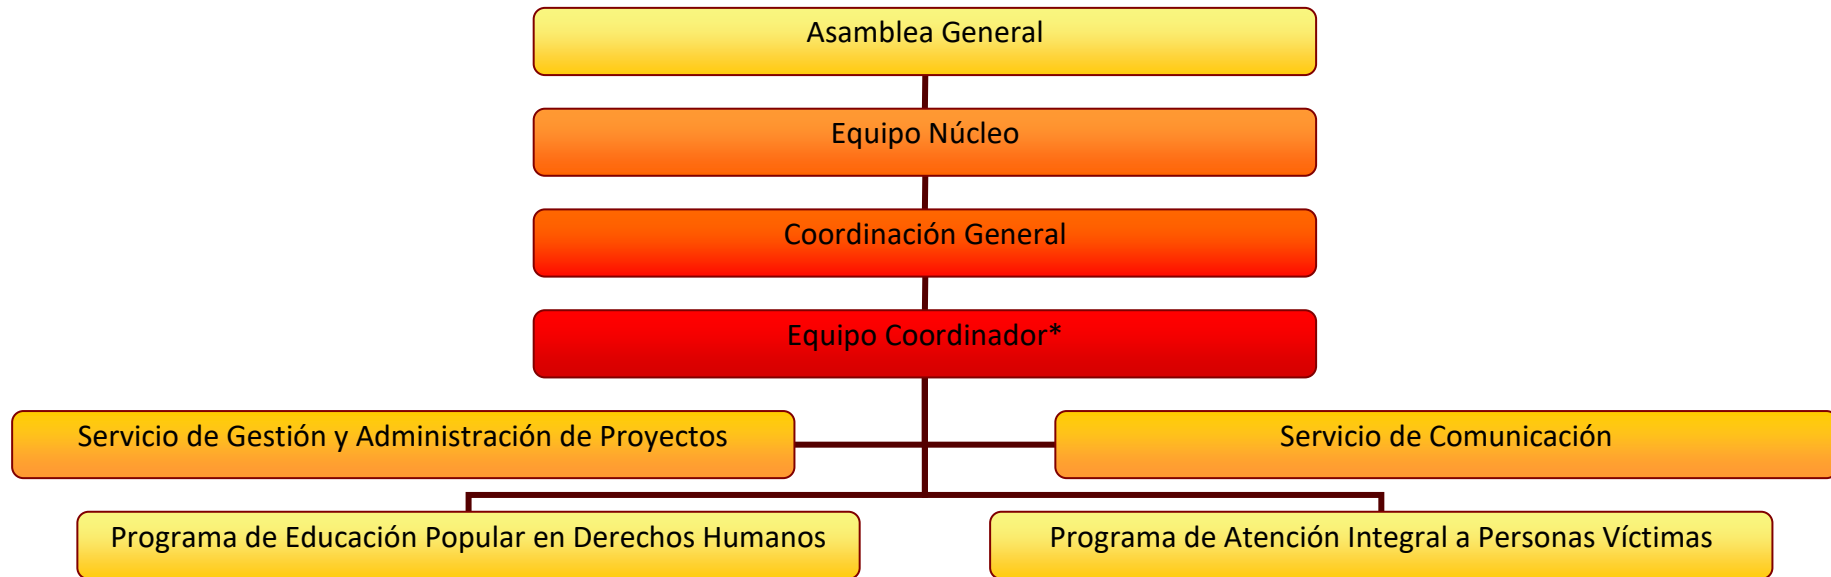 Asamblea General
Equipo Núcleo
Coordinación General
Equipo Coordinador*
Servicio de Gestión y Administración de Proyectos
Servicio de Comunicación
Programa de Educación Popular en Derechos Humanos
Programa de Atención Integral a Personas Víctimas